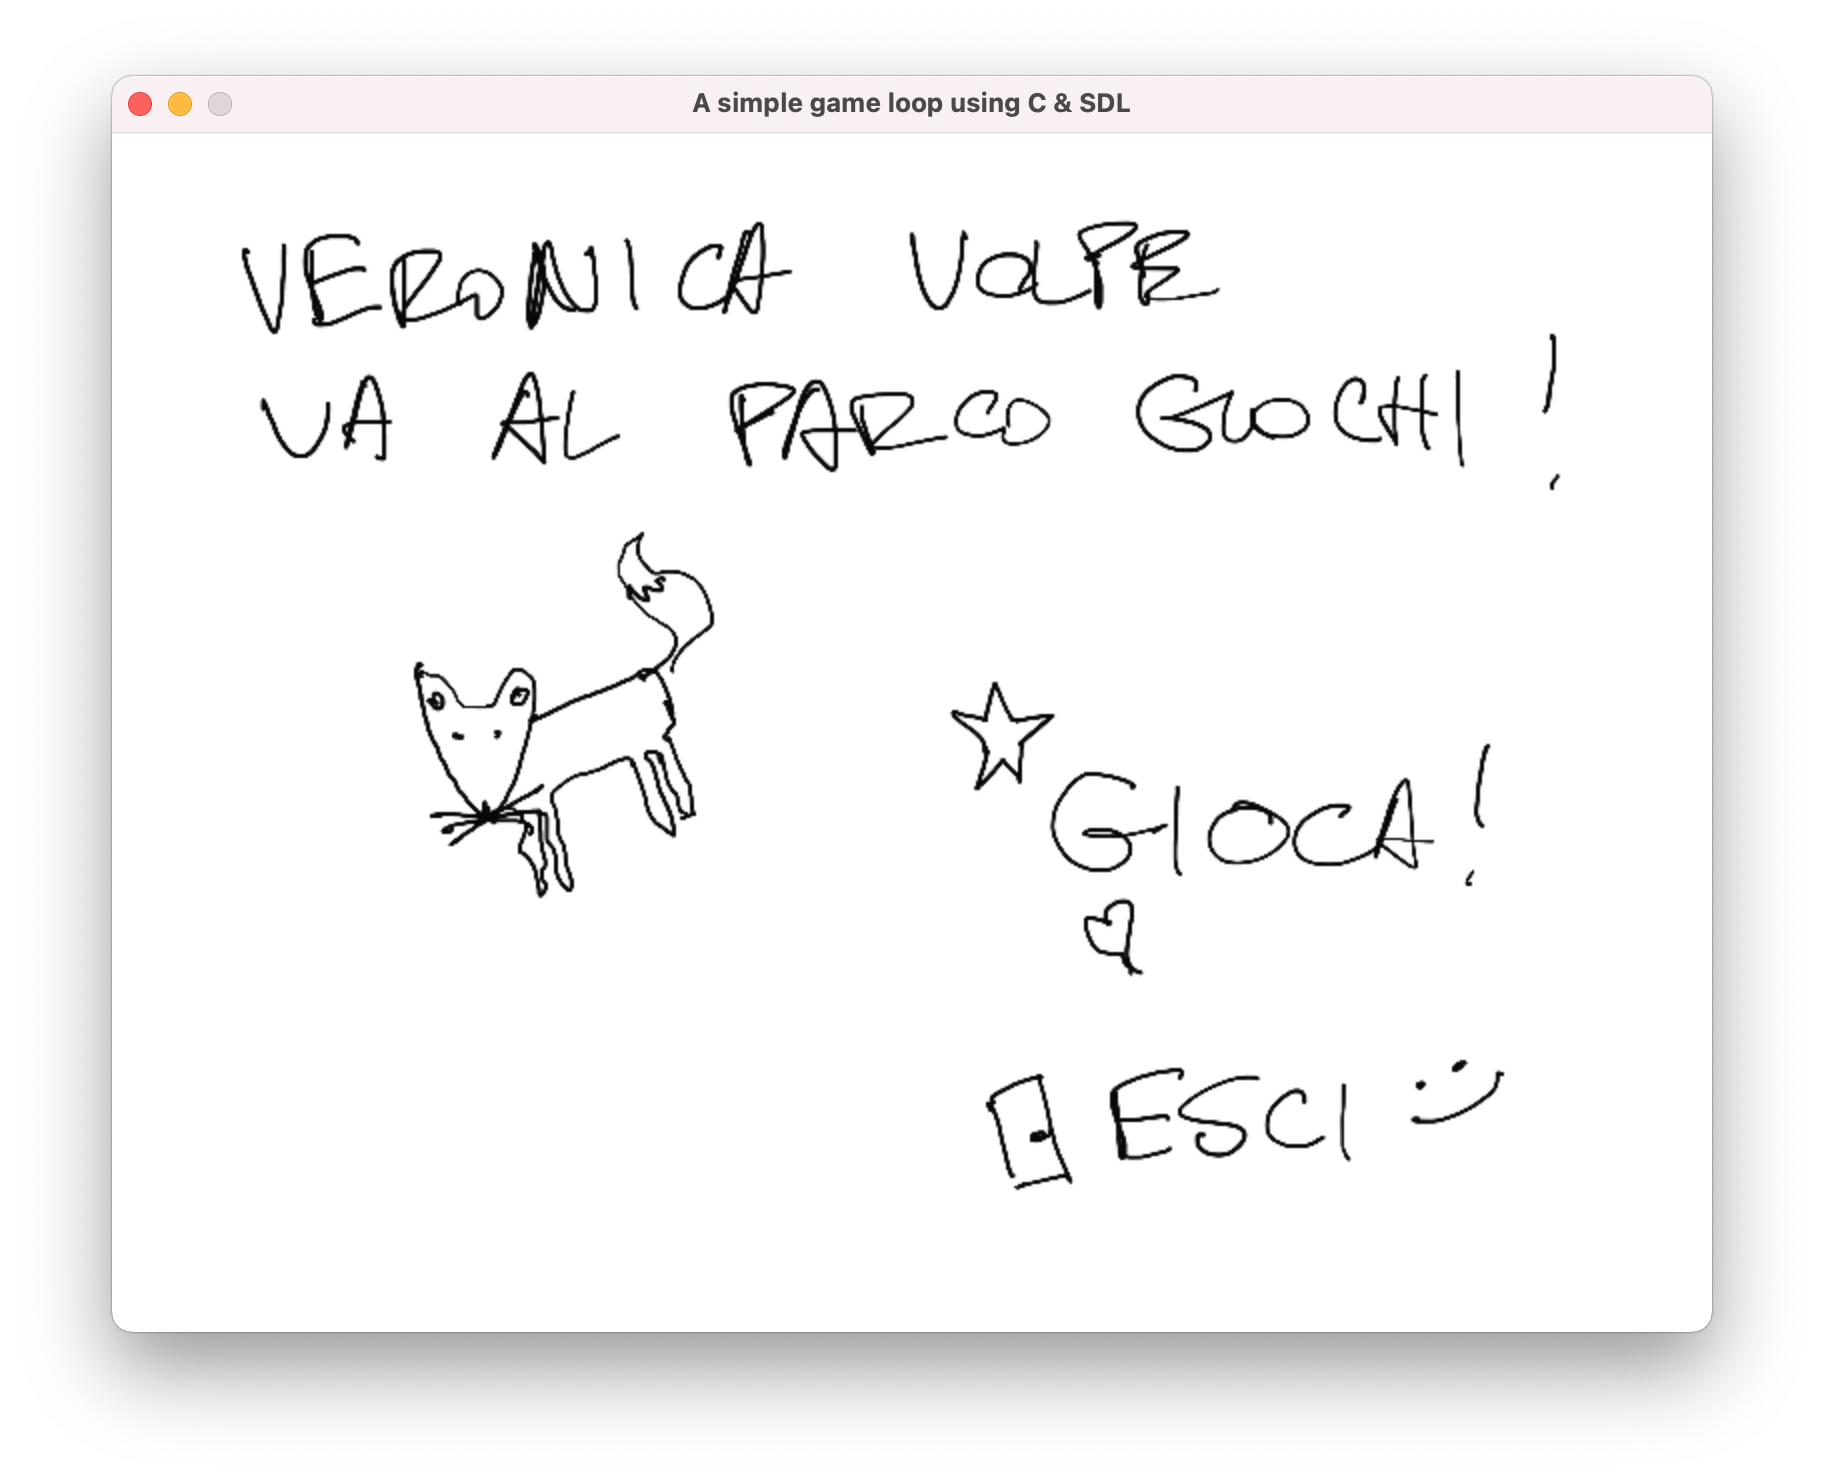 A simple game loop using C & SDL
VERONICA VOLPE
VA AL PARCO GIOCHI!
GIOCA!
ESCI :)